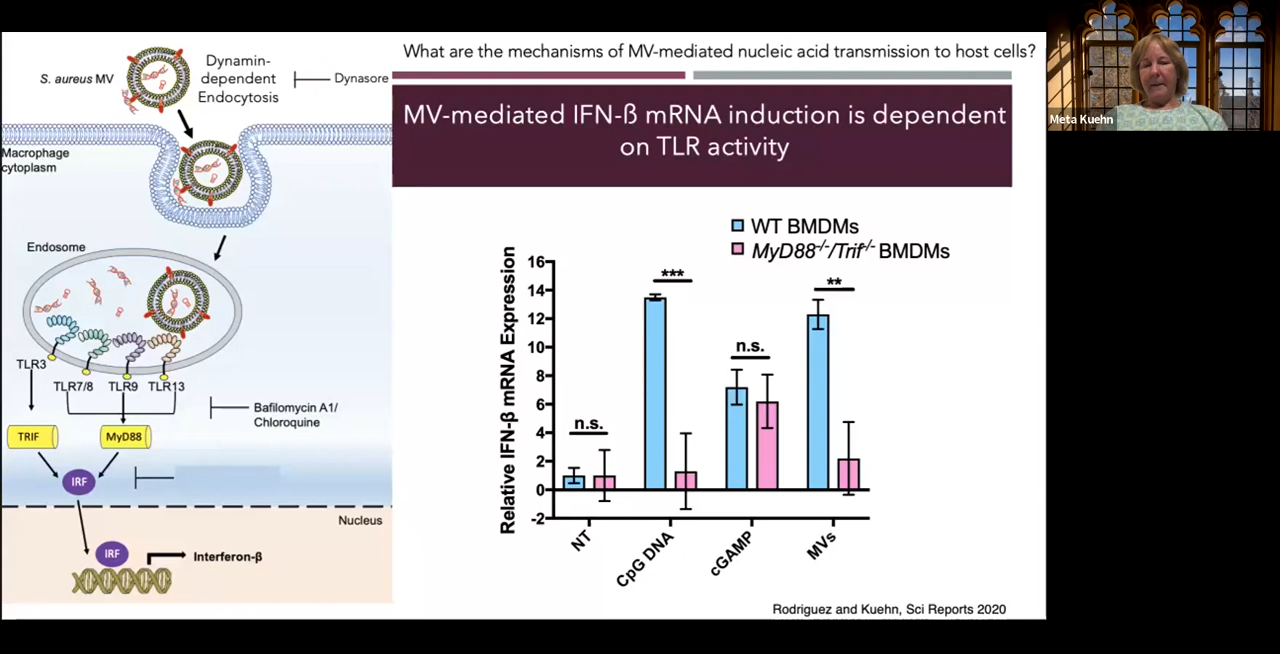 What are the mechanisms of MV-mediated nucleic acid transmission to host cells?
MV-mediated IFN-ß mRNA induction is dependent
on TLR activity
S. aureus MV
Dynamin-
dependent
Endocytosis
Dynasore
Macrophage
cytoplasm
Endosome
TLR3
TLR7/8
TLR9
TLR13
Bafilomycin A1/
Chloroquine
TRIF
MyD88
IRF
Nucleus
IRF
Interferon-β
WT BMDMs
MyD88-/-/Trif-/- BMDMs
Relative IFN-β mRNA Expression
16
14
12
10
8
6
4
2
0
-2
n.s.
***
n.s.
**
NT
CpG DNA
cGAMP
MVs
Rodriguez and Kuehn, Sci Reports 2020
Meta Kuehn